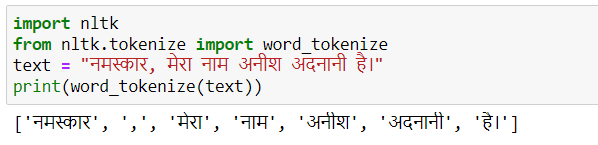 import nltk
from nltk.tokenize import word_tokenize
text = "नमस्कार, मेरा नाम अनीश अदनानी है।"
print(word_tokenize(text))
['नमस्कार', ',', 'मेरा', 'नाम', 'अनीश', 'अदनानी', 'है।']